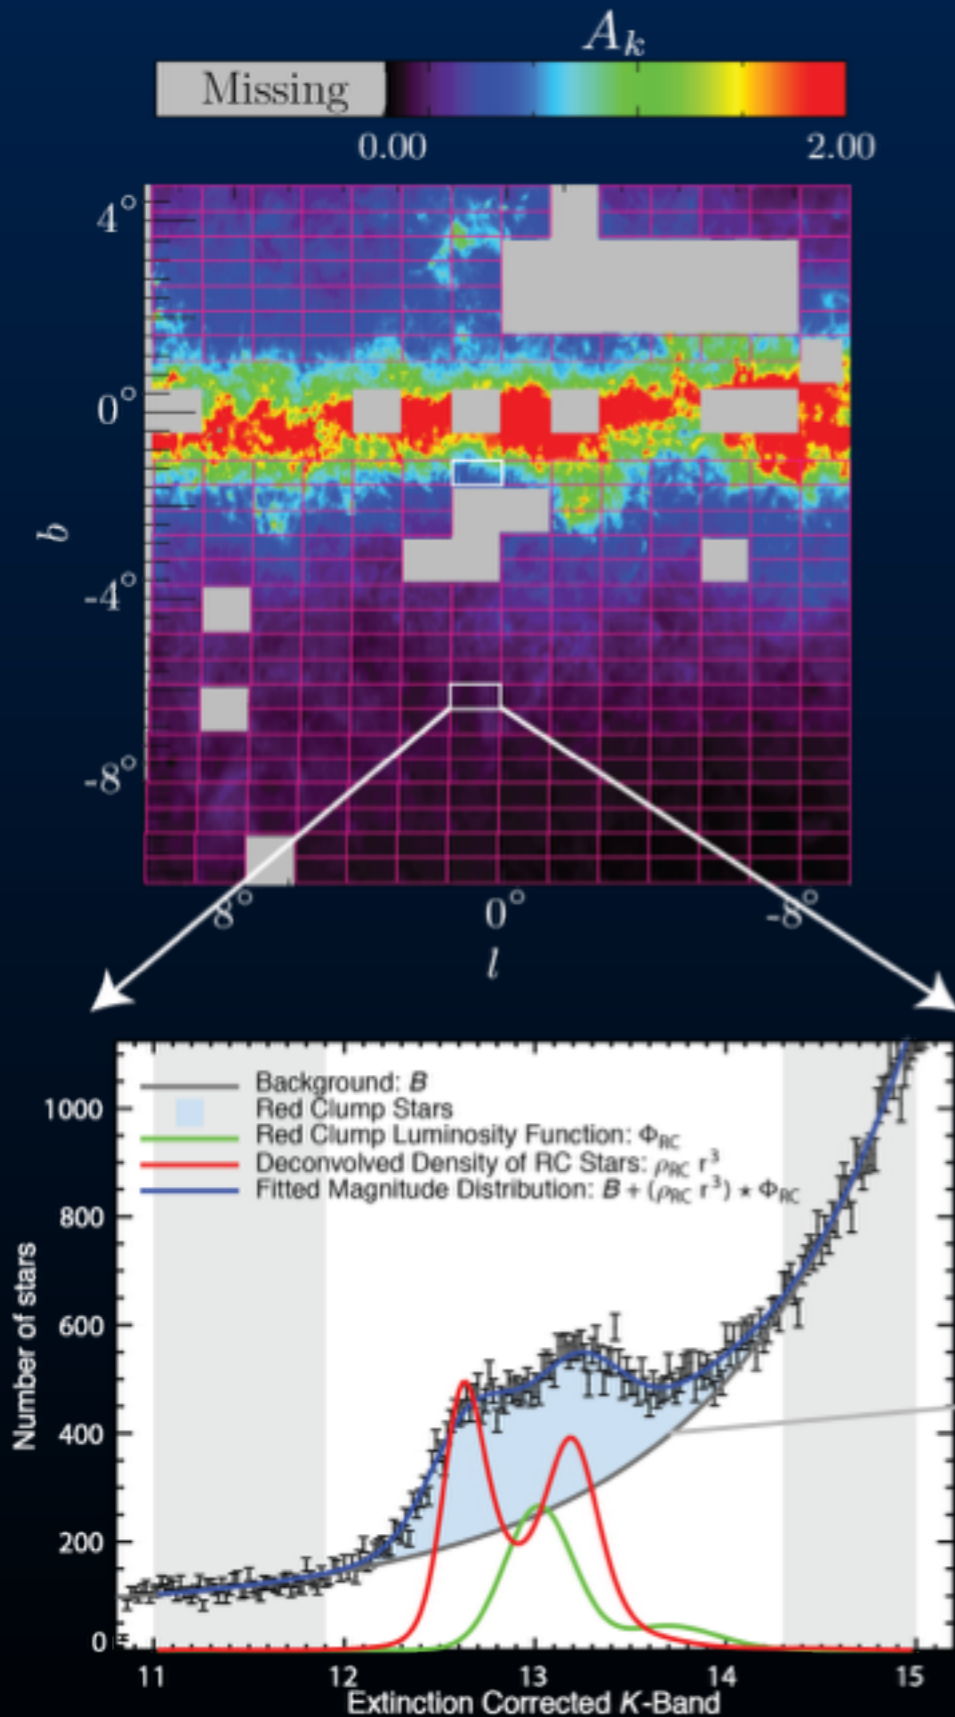 A_k
Missing
0.00 2.00
4°
0°
-4°
-8°
b
8° 0° -8°
l
Background: B
Red Clump Stars
Red Clump Luminosity Function: Φ_RC
Deconvolved Density of RC Stars: ρ_RC r³
Fitted Magnitude Distribution: B + (ρ_RC r³) ⋆ Φ_RC
1000
800
600
400
200
0
Number of stars
11 12 13 14 15
Extinction Corrected K-Band